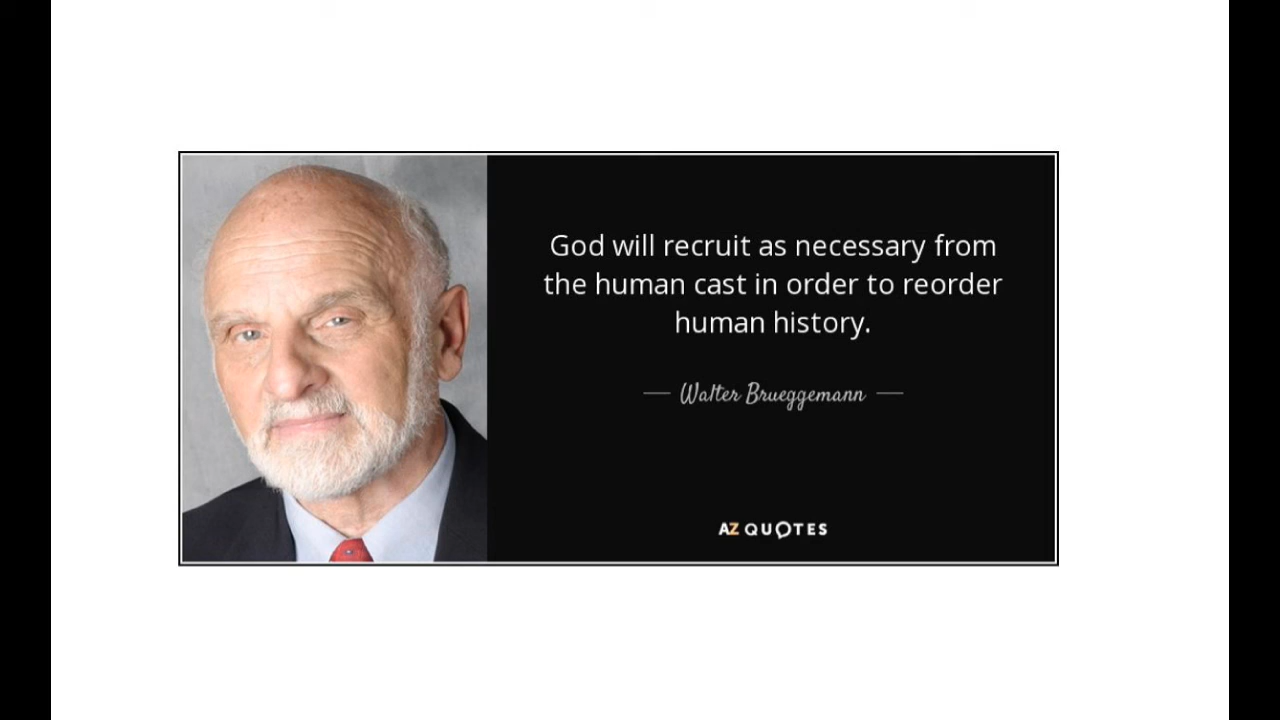 God will recruit as necessary from
the human cast in order to reorder
human history.
Walter Brueggemann
AZ QUOTES